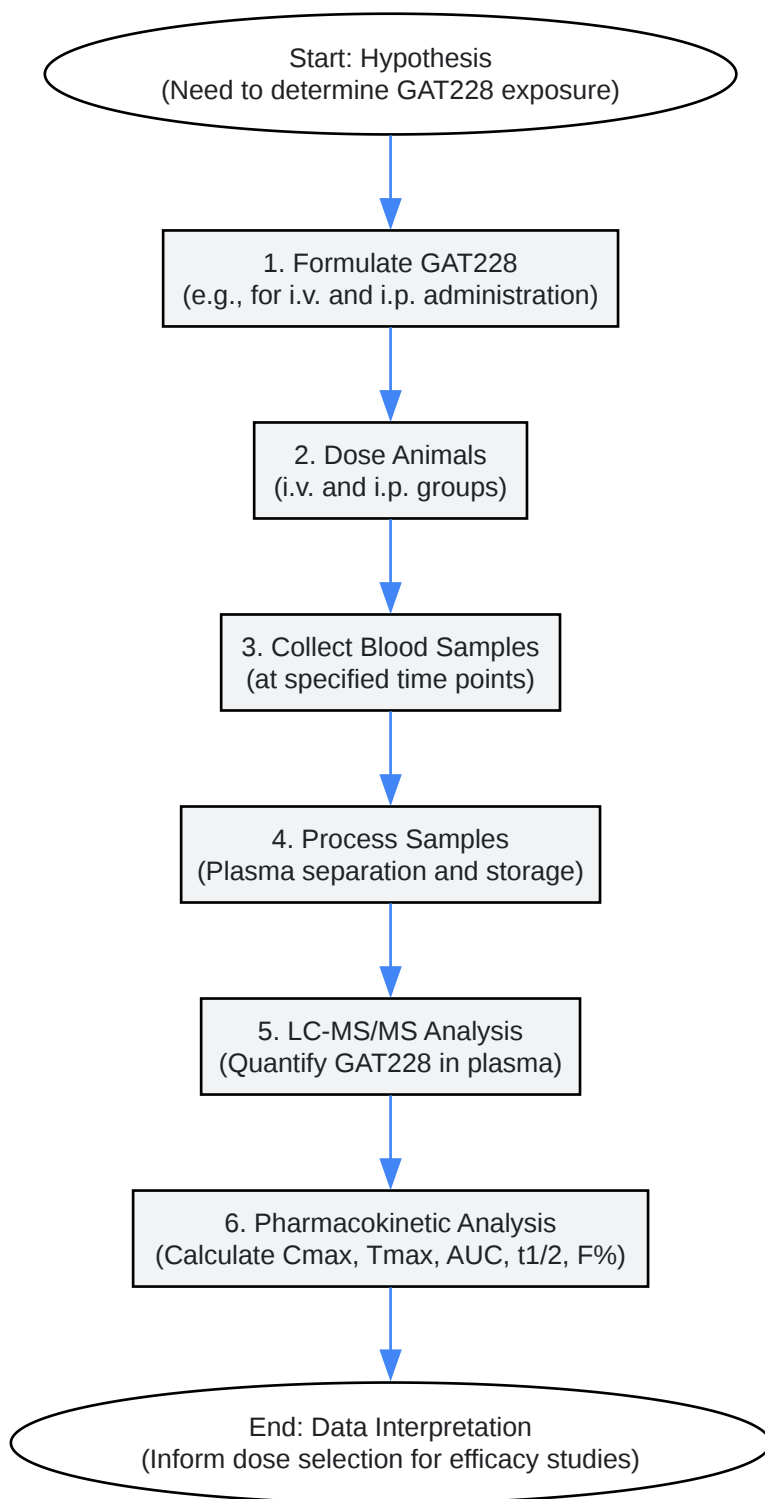 Start: Hypothesis
(Need to determine GAT228 exposure)
1. Formulate GAT228
(e.g., for i.v. and i.p. administration)
2. Dose Animals
(i.v. and i.p. groups)
3. Collect Blood Samples
(at specified time points)
4. Process Samples
(Plasma separation and storage)
5. LC-MS/MS Analysis
(Quantify GAT228 in plasma)
6. Pharmacokinetic Analysis
(Calculate Cmax, Tmax, AUC, t1/2, F%)
End: Data Interpretation
(Inform dose selection for efficacy studies)